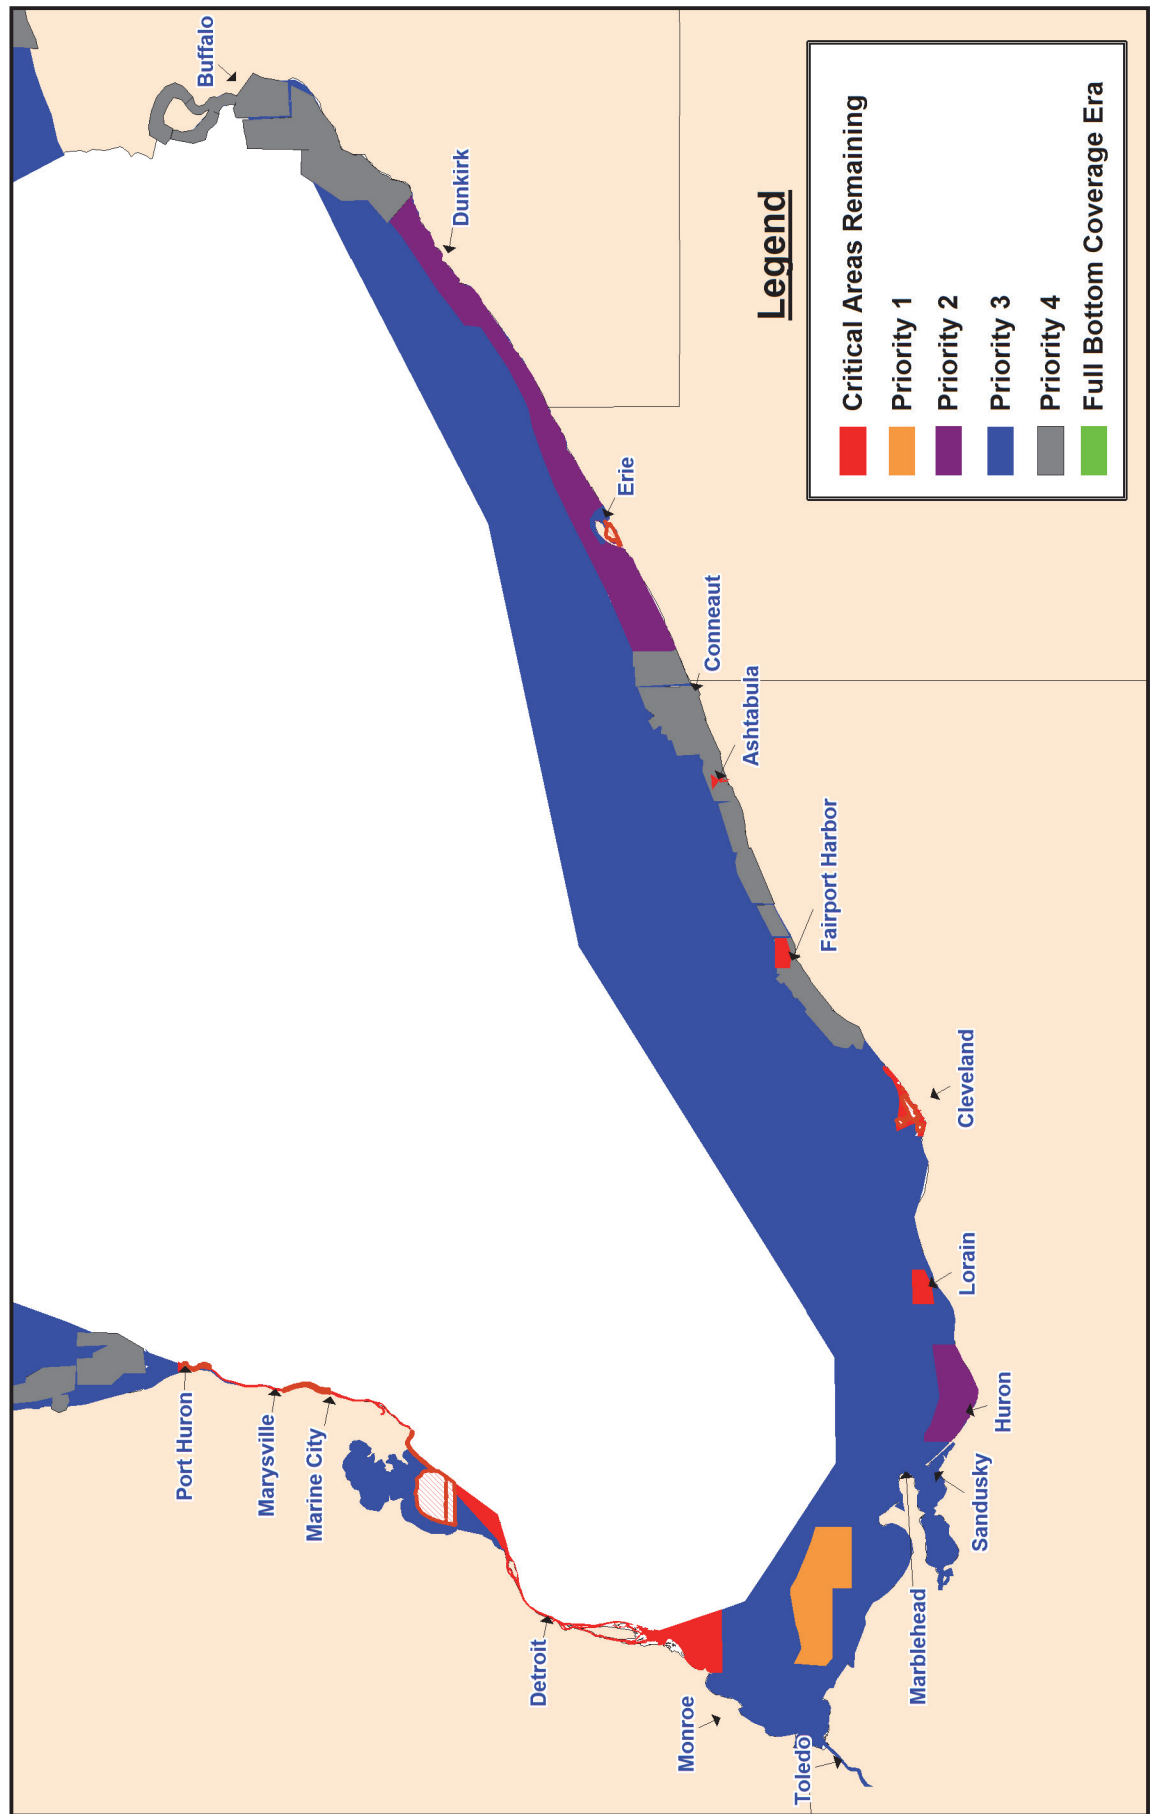 Port Huron
Marysville
Marine City
Detroit
Monroe
Toledo
Marblehead
Sandusky
Huron
Lorain
Cleveland
Fairport Harbor
Ashtabula
Conneaut
Erie
Dunkirk
Buffalo
Legend
Critical Areas Remaining
Priority 1
Priority 2
Priority 3
Priority 4
Full Bottom Coverage Era